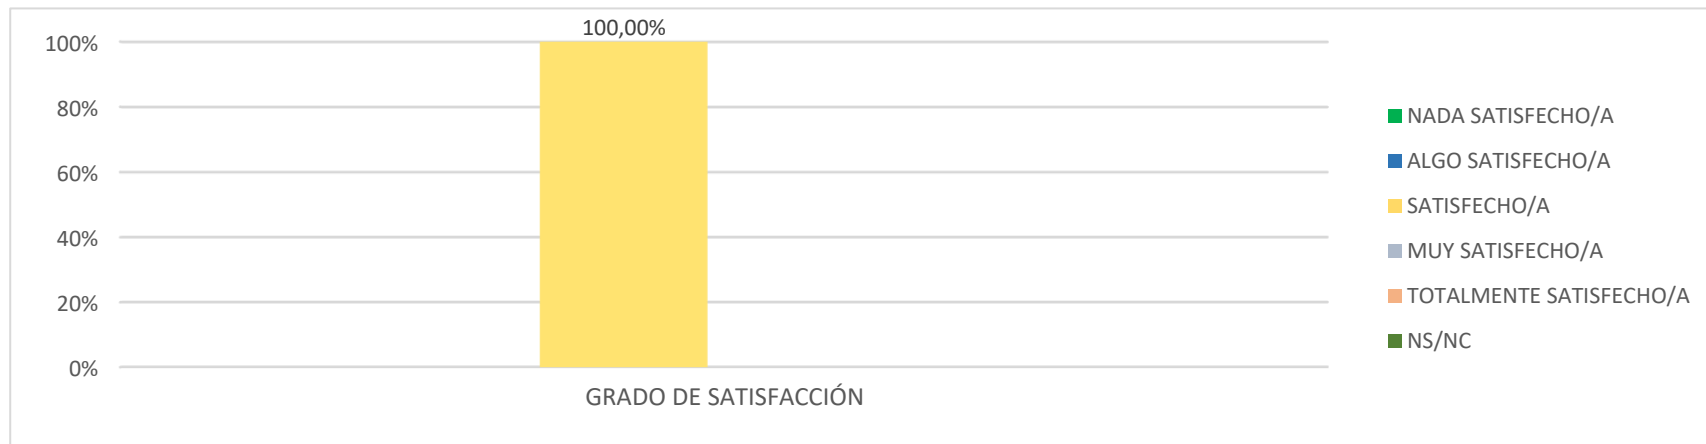 100,00%
100%
80%
60%
40%
20%
0%
GRADO DE SATISFACCIÓN
NADA SATISFECHO/A
ALGO SATISFECHO/A
SATISFECHO/A
MUY SATISFECHO/A
TOTALMENTE SATISFECHO/A
NS/NC